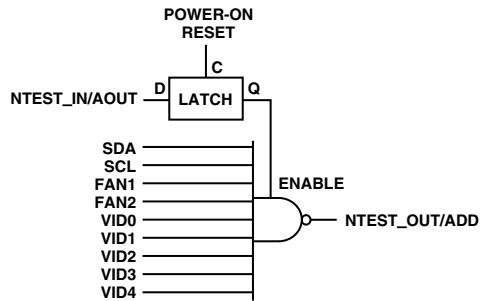 POWER-ON
RESET
C
D
Q
NTEST_IN/AOUT
LATCH
SDA
SCL
FAN1
ENABLE
FAN2
VID0
NTEST_OUT/ADD
VID1
VID2
VID3
VID4